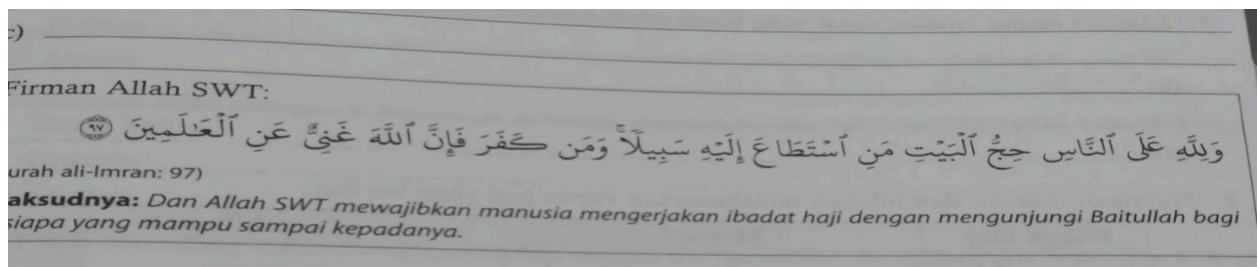 c)
Firman Allah SWT:
وَلِلَّهِ عَلَى ٱلنَّاسِ حِجُّ ٱلْبَيْتِ مَنِ ٱسْتَطَاعَ إِلَيْهِ سَبِيلًا ۚ وَمَن كَفَرَ فَإِنَّ ٱللَّهَ غَنِىٌّ عَنِ ٱلْعَـٰلَمِينَ ٩٧
urah ali-Imran: 97)
aksudnya: Dan Allah SWT mewajibkan manusia mengerjakan ibadat haji dengan mengunjungi Baitullah bagi
siapa yang mampu sampai kepadanya.